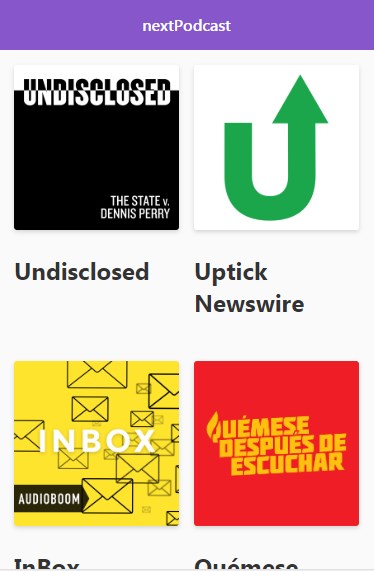 nextPodcast
UNDISCLOSED
THE STATE v.
DENNIS PERRY
U
Undisclosed
Uptick
Newswire
INBOX
AUDIOBOOM
QUÉMESE
DESPUÉS DE
ESCUCHAR
InBox
Quémese